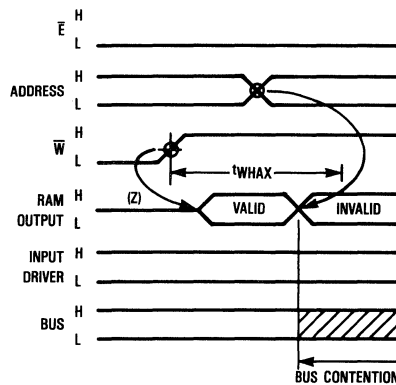 H
E̅
L
H
ADDRESS
L
H
W̅
L
tWHAX
(Z)
RAM
OUTPUT
H
L
VALID
INVALID
INPUT
DRIVER
H
L
BUS
H
L
BUS CONTENTION